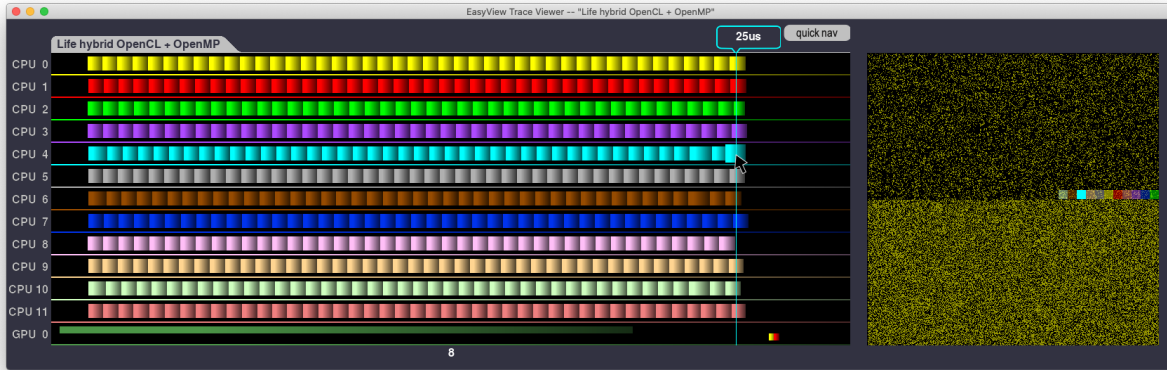 EasyView Trace Viewer -- "Life hybrid OpenCL + OpenMP"
25us
quick nav
Life hybrid OpenCL + OpenMP
CPU 0
CPU 1
CPU 2
CPU 3
CPU 4
CPU 5
CPU 6
CPU 7
CPU 8
CPU 9
CPU 10
CPU 11
GPU 0
8